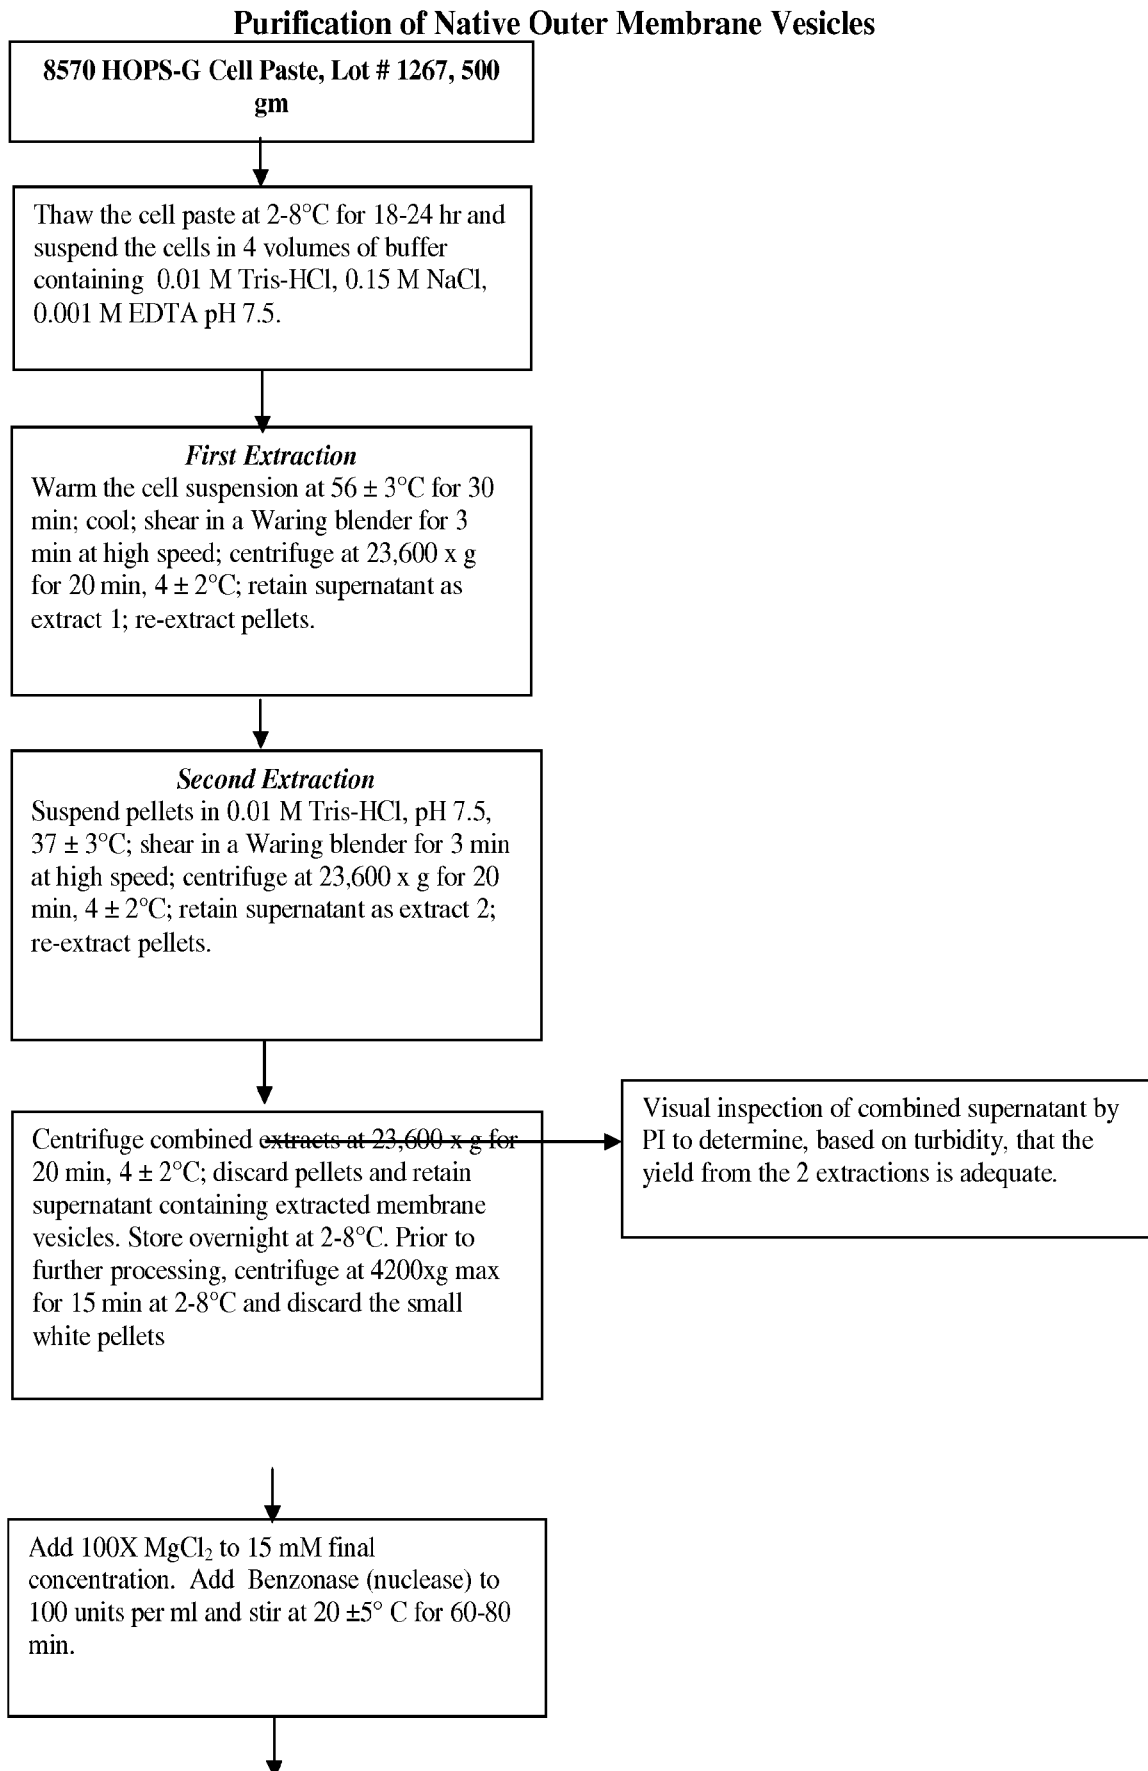 Purification of Native Outer Membrane Vesicles
8570 HOPS-G Cell Paste, Lot # 1267, 500
gm
Thaw the cell paste at 2-8°C for 18-24 hr and
suspend the cells in 4 volumes of buffer
containing 0.01 M Tris-HCl, 0.15 M NaCl,
0.001 M EDTA pH 7.5.
First Extraction
Warm the cell suspension at 56 ± 3°C for 30
min; cool; shear in a Waring blender for 3
min at high speed; centrifuge at 23,600 x g
for 20 min, 4 ± 2°C; retain supernatant as
extract 1; re-extract pellets.
Second Extraction
Suspend pellets in 0.01 M Tris-HCl, pH 7.5,
37 ± 3°C; shear in a Waring blender for 3 min
at high speed; centrifuge at 23,600 x g for 20
min, 4 ± 2°C; retain supernatant as extract 2;
re-extract pellets.
Centrifuge combined extracts at 23,600 x g for
20 min, 4 ± 2°C; discard pellets and retain
supernatant containing extracted membrane
vesicles. Store overnight at 2-8°C. Prior to
further processing, centrifuge at 4200xg max
for 15 min at 2-8°C and discard the small
white pellets
Visual inspection of combined supernatant by
PI to determine, based on turbidity, that the
yield from the 2 extractions is adequate.
Add 100X MgCl₂ to 15 mM final
concentration. Add Benzonase (nuclease) to
100 units per ml and stir at 20 ±5° C for 60-80
min.